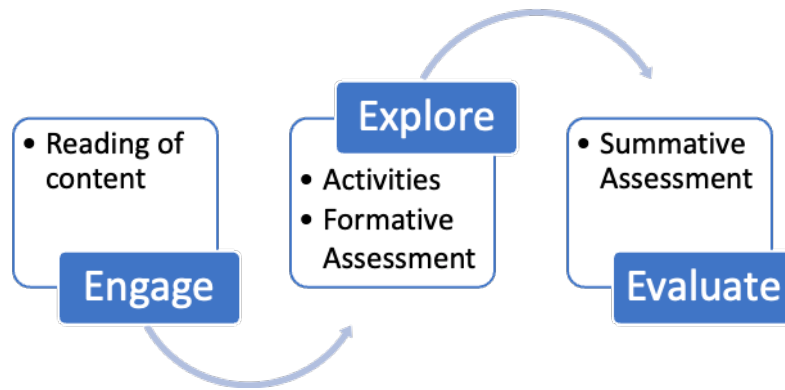 • Reading of
content
Engage
Explore
• Activities
• Formative
Assessment
• Summative
Assessment
Evaluate